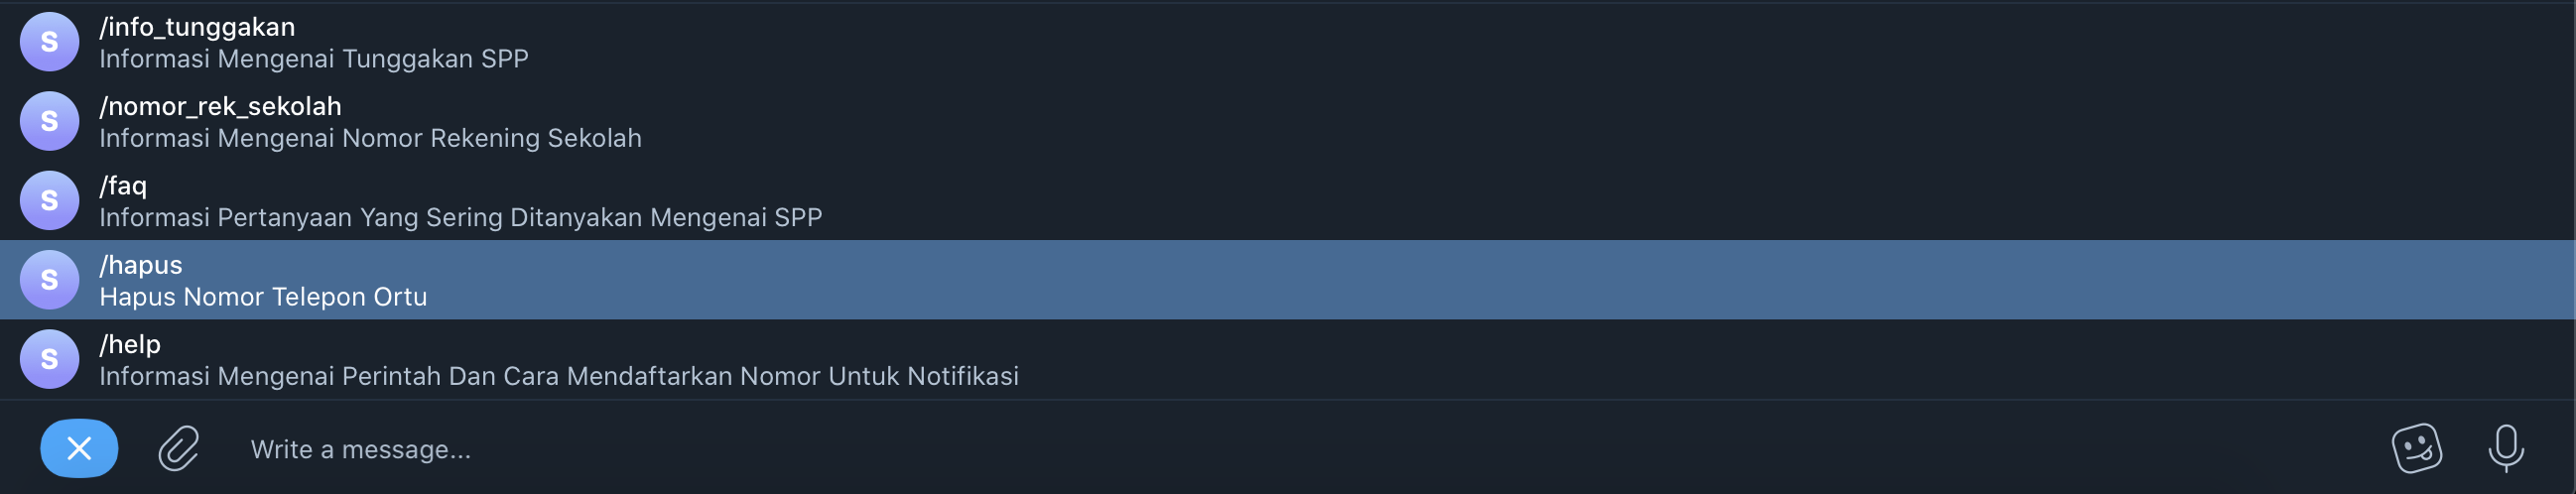 S
/info_tunggakan
Informasi Mengenai Tunggakan SPP
S
/nomor_rek_sekolah
Informasi Mengenai Nomor Rekening Sekolah
S
/faq
Informasi Pertanyaan Yang Sering Ditanyakan Mengenai SPP
S
/hapus
Hapus Nomor Telepon Ortu
S
/help
Informasi Mengenai Perintah Dan Cara Mendaftarkan Nomor Untuk Notifikasi
Write a message...